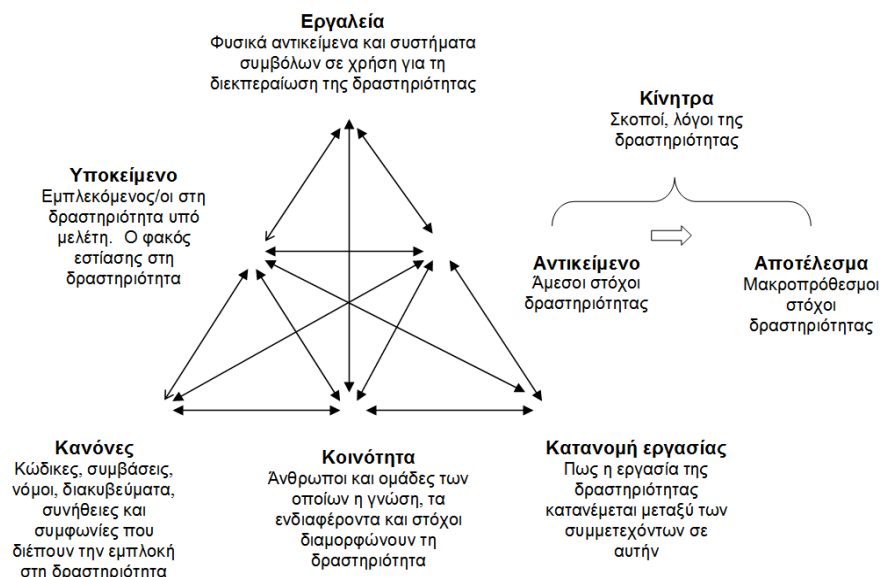 Εργαλεία
Φυσικά αντικείμενα και συστήματα
συμβόλων σε χρήση για τη
διεκπεραίωση της δραστηριότητας
Κίνητρα
Σκοποί, λόγοι της
δραστηριότητας
Υποκείμενο
Εμπλεκόμενος/οι στη
δραστηριότητα υπό
μελέτη. Ο φακός
εστίασης στη
δραστηριότητα
Αντικείμενο
Άμεσοι στόχοι
δραστηριότητας
Αποτέλεσμα
Μακροπρόθεσμοι
στόχοι
δραστηριότητας
Κανόνες
Κώδικες, συμβάσεις,
νόμοι, διακυβεύματα,
συνήθειες και
συμφωνίες που
διέπουν την εμπλοκή
στη δραστηριότητα
Κοινότητα
Άνθρωποι και ομάδες των
οποίων η γνώση, τα
ενδιαφέροντα και στόχοι
διαμορφώνουν τη
δραστηριότητα
Κατανομή εργασίας
Πως η εργασία της
δραστηριότητας
κατανέμεται μεταξύ των
συμμετεχόντων σε
αυτήν